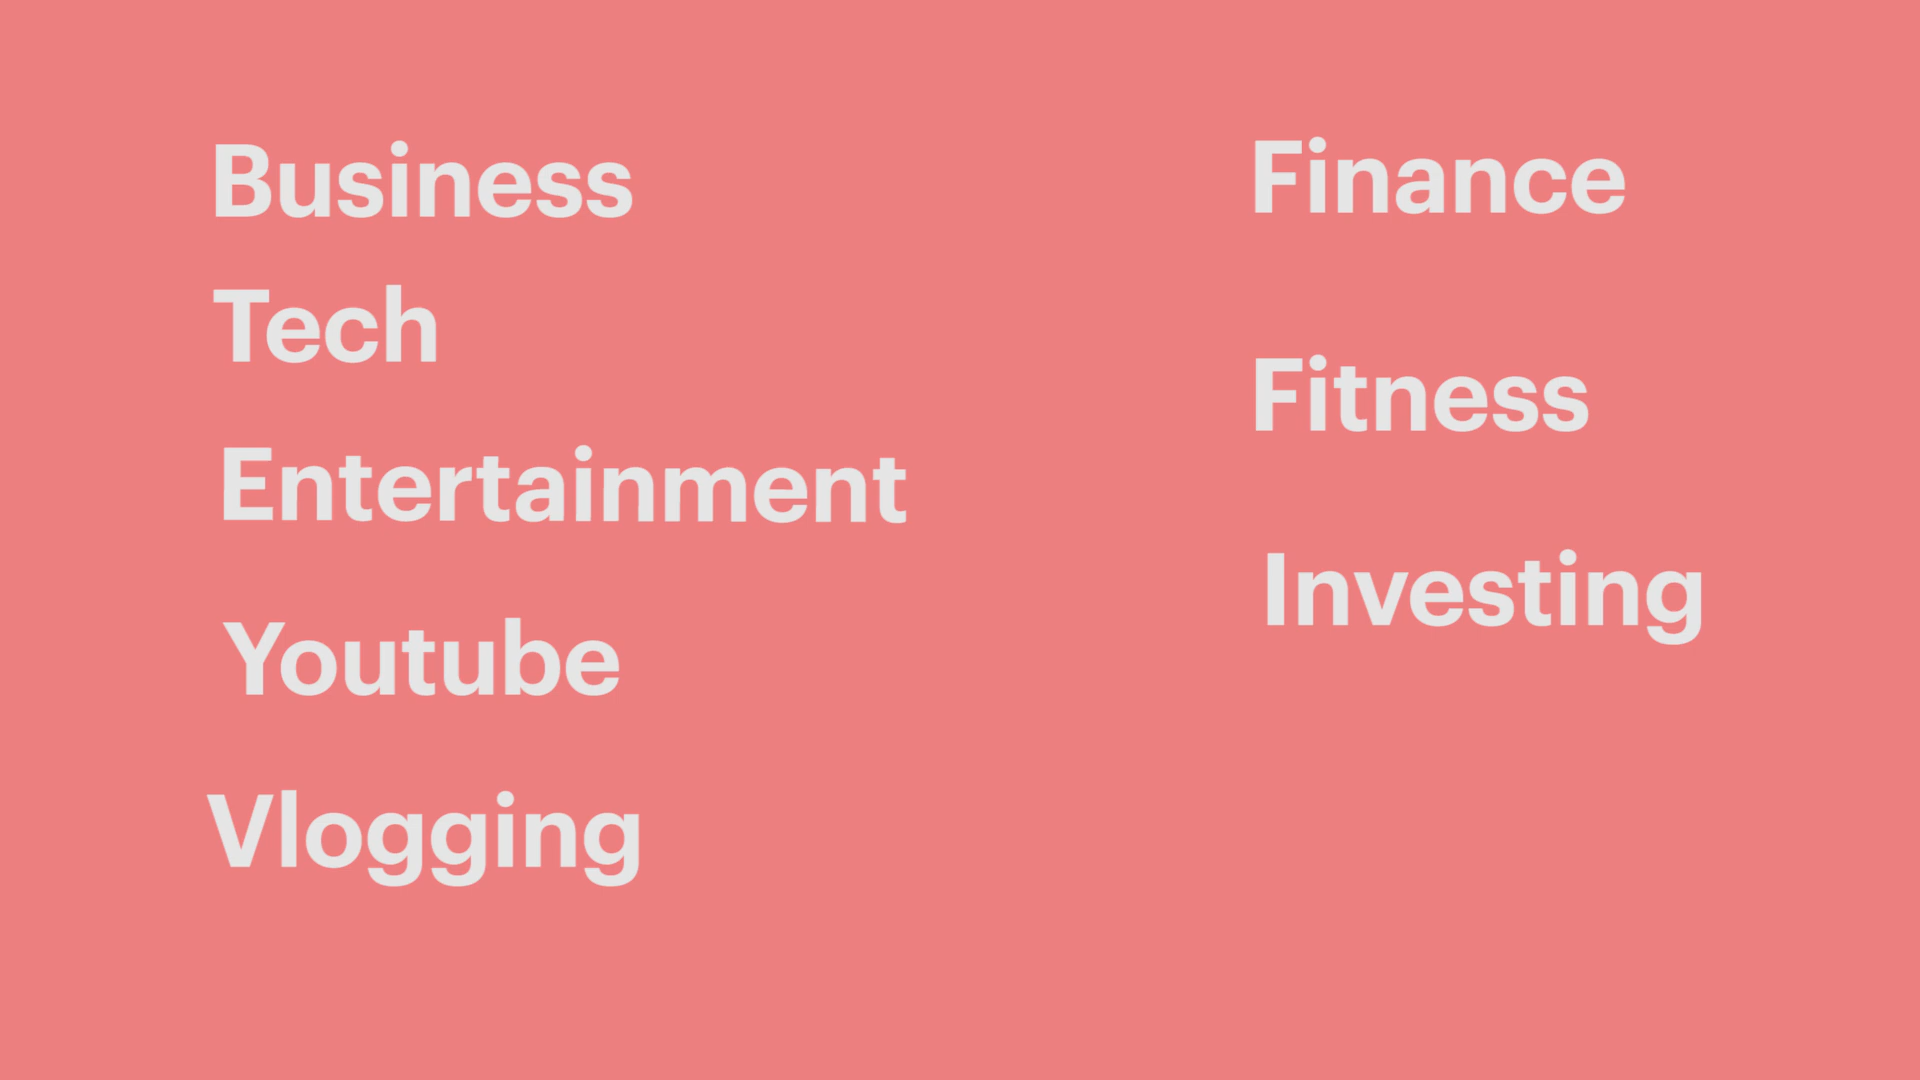 Business
Tech
Entertainment
Youtube
Vlogging
Finance
Fitness
Investing